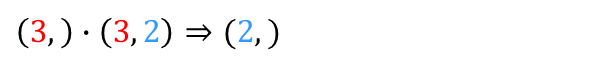 (3,) · (3,2) ⇒ (2,)